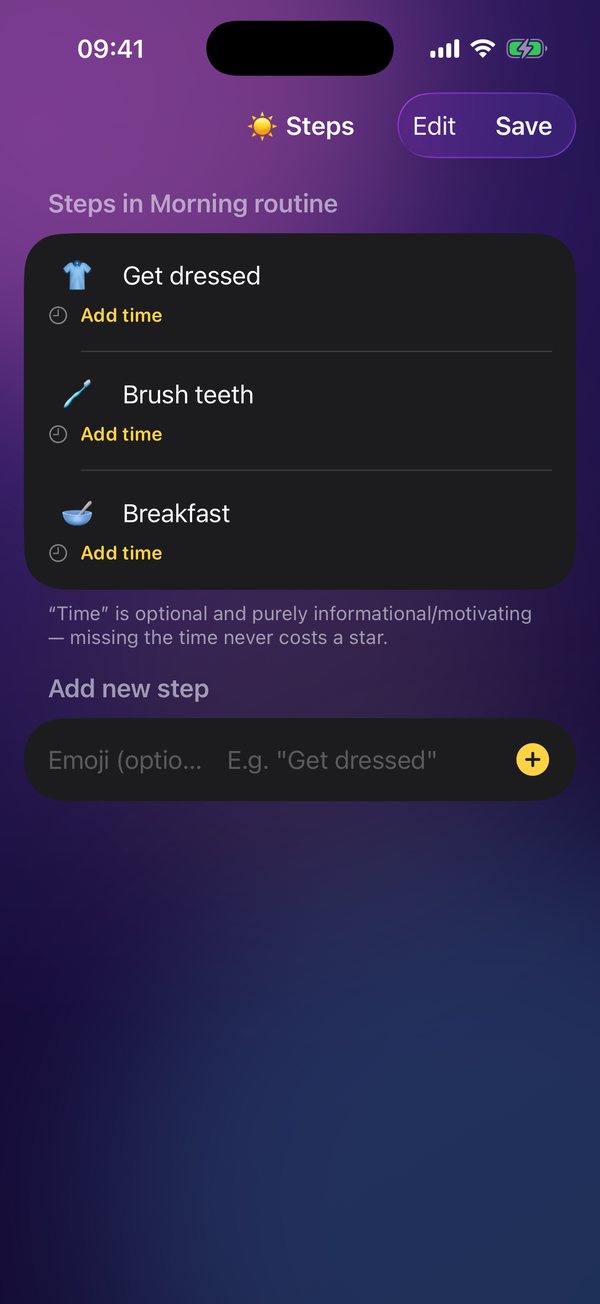 09:41
☀️ Steps
Edit
Save
Steps in Morning routine
Get dressed
Add time
Brush teeth
Add time
Breakfast
Add time
“Time” is optional and purely informational/motivating
— missing the time never costs a star.
Add new step
Emoji (optio... E.g. "Get dressed"